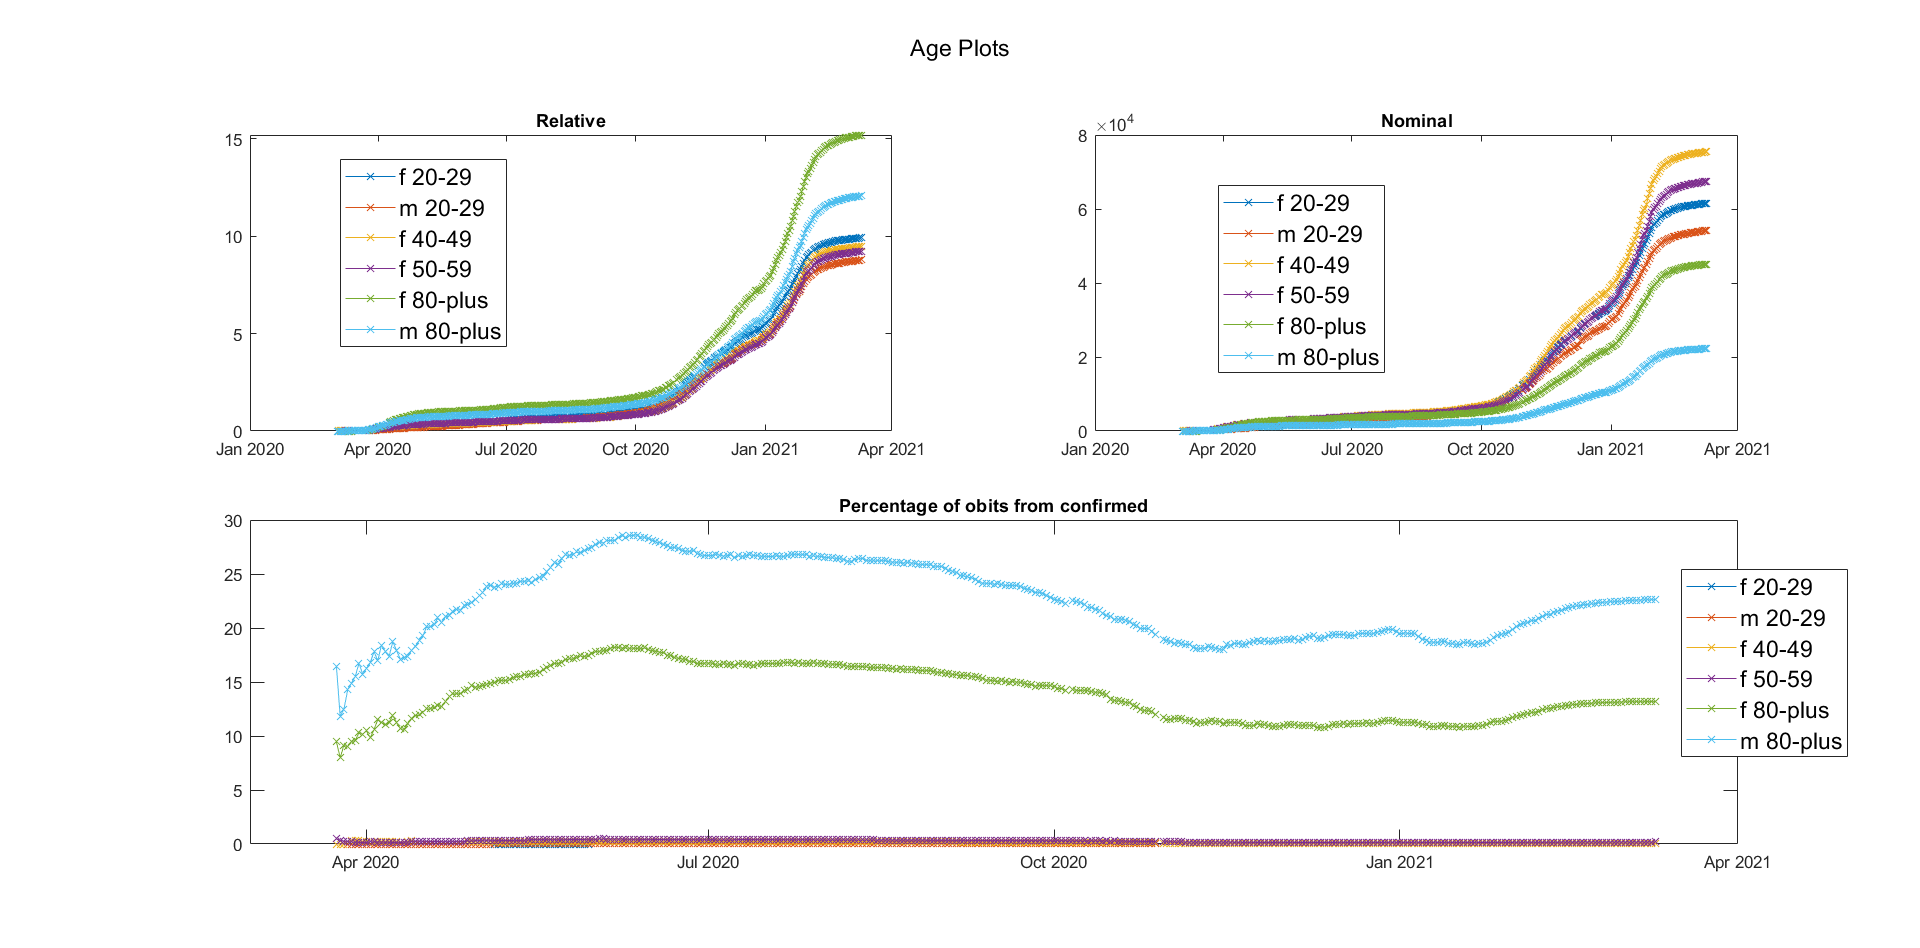 Age Plots
Relative
15
10
5
0
Jan 2020 Apr 2020 Jul 2020 Oct 2020 Jan 2021 Apr 2021
f 20-29
m 20-29
f 40-49
f 50-59
f 80-plus
m 80-plus
Nominal
×10⁴
8
6
4
2
0
Jan 2020 Apr 2020 Jul 2020 Oct 2020 Jan 2021 Apr 2021
f 20-29
m 20-29
f 40-49
f 50-59
f 80-plus
m 80-plus
Percentage of obits from confirmed
30
25
20
15
10
5
0
Apr 2020 Jul 2020 Oct 2020 Jan 2021 Apr 2021
f 20-29
m 20-29
f 40-49
f 50-59
f 80-plus
m 80-plus